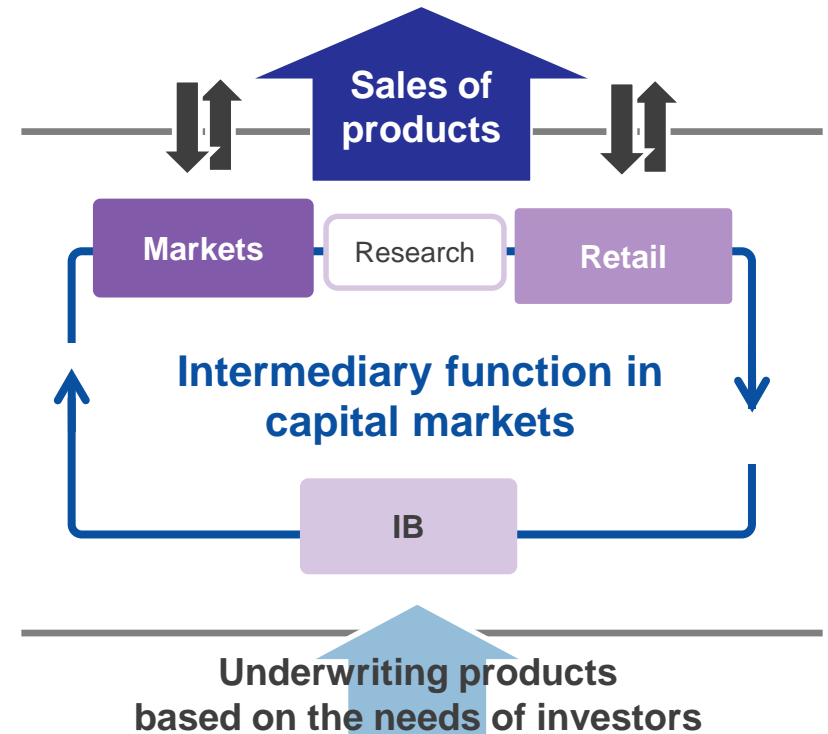 Sales of
products
Markets
Research
Retail
Intermediary function in
capital markets
IB
Underwriting products
based on the needs of investors